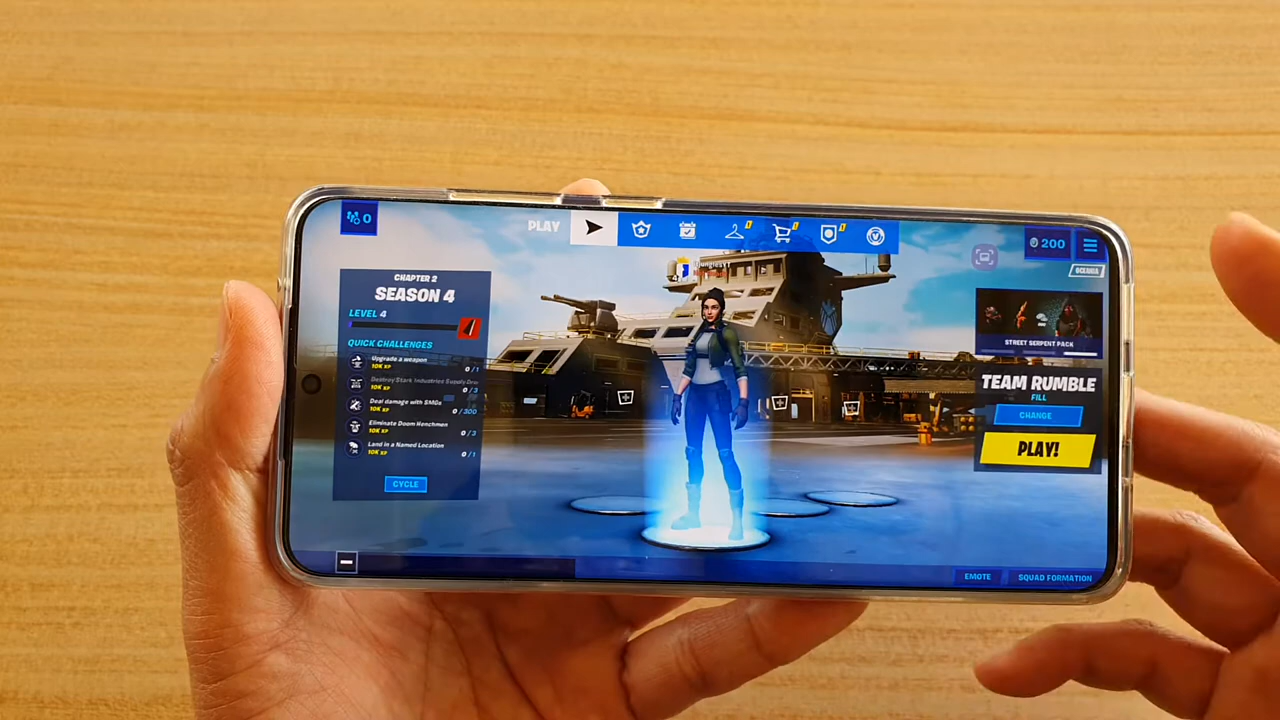 0
PLAY
200
OCEANIA
CHAPTER 2
SEASON 4
LEVEL 4
QUICK CHALLENGES
Upgrade a weapon
10K XP
0/1
Destroy Stark Industries Supply Dro
10K XP
0/3
Deal damage with SMGs
10K XP
0/300
Eliminate Doom Henchmen
10K XP
0/3
Land in a Named Location
10K XP
0/1
CYCLE
STREET SERPENT PACK
TEAM RUMBLE
FILL
CHANGE
PLAY!
EMOTE
SQUAD FORMATION